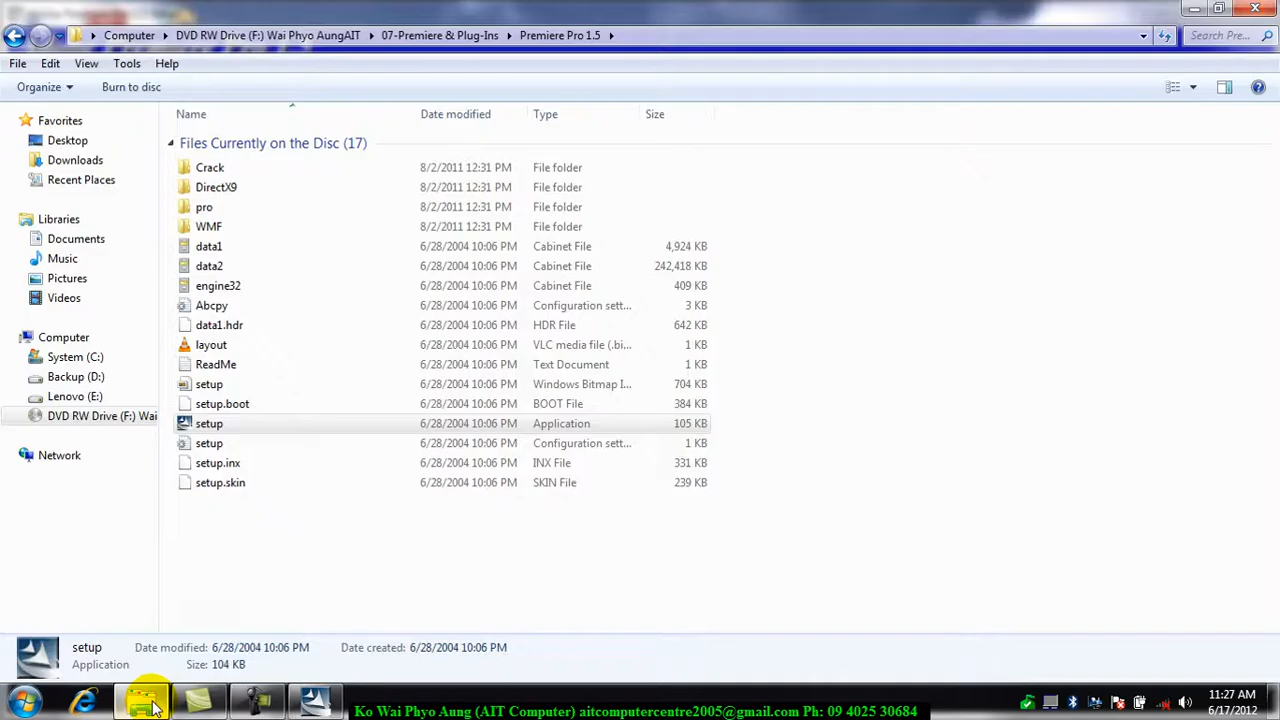 Computer DVD RW Drive (F:) Wai Phyo AungAIT 07-Premiere & Plug-Ins Premiere Pro 1.5 Search Pre...
File Edit View Tools Help
Organize Burn to disc
Name Date modified Type Size
Favorites
Desktop
Downloads
Recent Places
Libraries
Documents
Music
Pictures
Videos
Computer
System (C:)
Backup (D:)
Lenovo (E:)
DVD RW Drive (F:) Wai
Network
Files Currently on the Disc (17)
Crack 8/2/2011 12:31 PM File folder
DirectX9 8/2/2011 12:31 PM File folder
pro 8/2/2011 12:31 PM File folder
WMF 8/2/2011 12:31 PM File folder
data1 6/28/2004 10:06 PM Cabinet File 4,924 KB
data2 6/28/2004 10:06 PM Cabinet File 242,418 KB
engine32 6/28/2004 10:06 PM Cabinet File 409 KB
Abcpy 6/28/2004 10:06 PM Configuration sett... 3 KB
data1.hdr 6/28/2004 10:06 PM HDR File 642 KB
layout 6/28/2004 10:06 PM VLC media file (.bi... 1 KB
ReadMe 6/28/2004 10:06 PM Text Document 1 KB
setup 6/28/2004 10:06 PM Windows Bitmap I... 704 KB
setup.boot 6/28/2004 10:06 PM BOOT File 384 KB
setup 6/28/2004 10:06 PM Application 105 KB
setup 6/28/2004 10:06 PM Configuration sett... 1 KB
setup.inx 6/28/2004 10:06 PM INX File 331 KB
setup.skin 6/28/2004 10:06 PM SKIN File 239 KB
setup Date modified: 6/28/2004 10:06 PM Date created: 6/28/2004 10:06 PM
Application Size: 104 KB
11:27 AM
6/17/2012
Ko Wai Phyo Aung (AIT Computer) aitcomputercentre2005@gmail.com Ph: 09 4025 30684